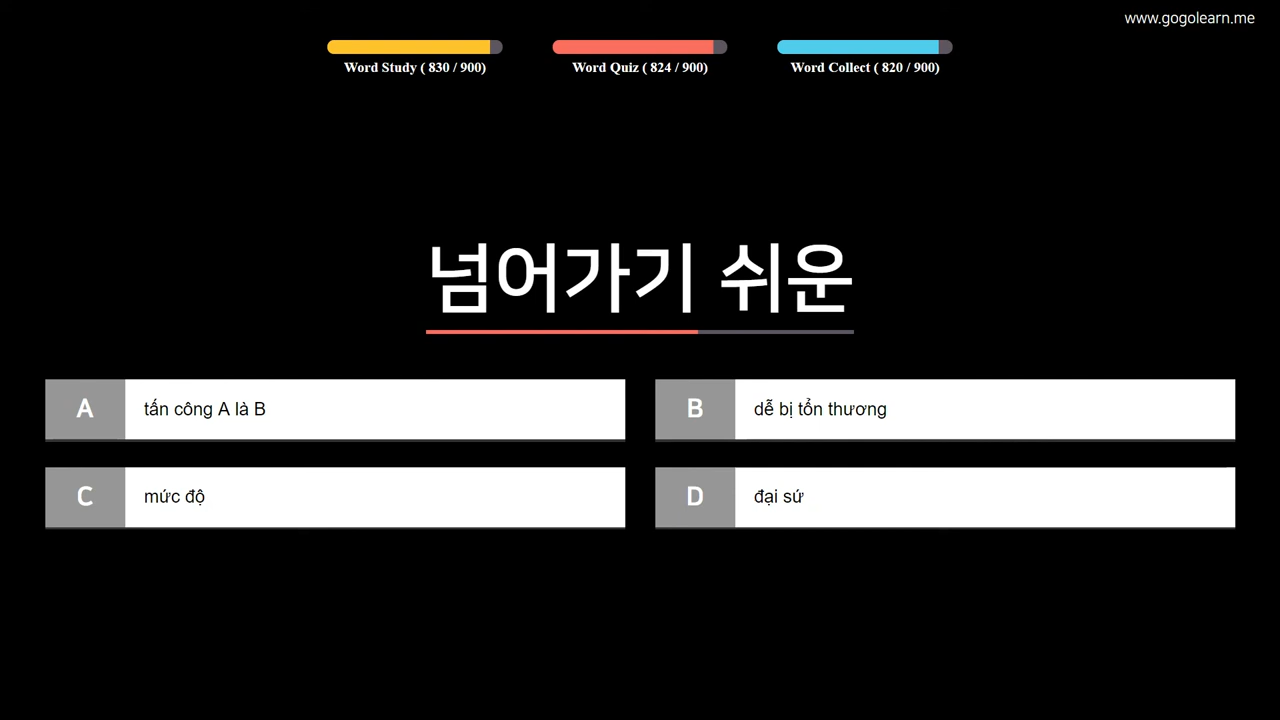 www.gogolearn.me
Word Study ( 830 / 900)
Word Quiz ( 824 / 900)
Word Collect ( 820 / 900)
넘어가기 쉬운
A tấn công A là B
B dễ bị tổn thương
C mức độ
D đại sứ